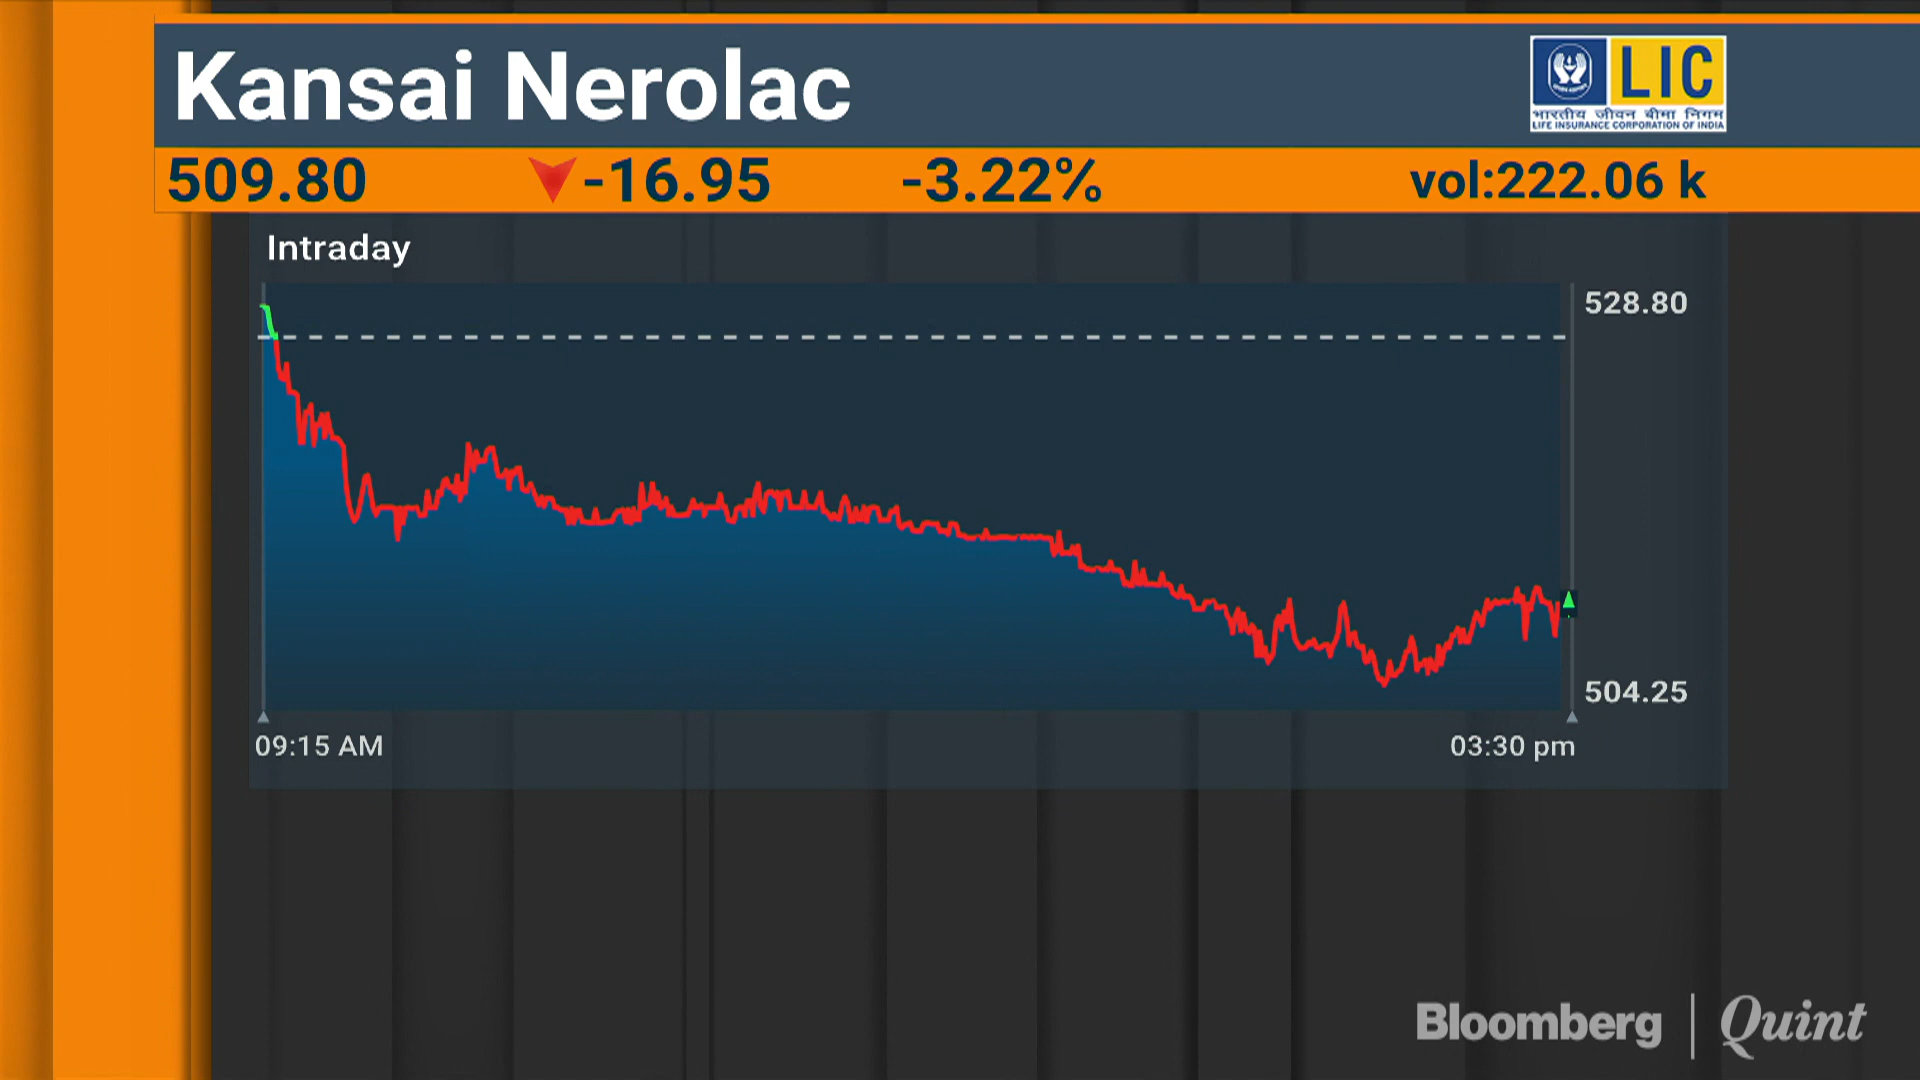 Kansai Nerolac
LIC
भारतीय जीवन बीमा निगम
LIFE INSURANCE CORPORATION OF INDIA
509.80 -16.95 -3.22% vol:222.06 k
Intraday
528.80
504.25
09:15 AM 03:30 pm
Bloomberg | Quint